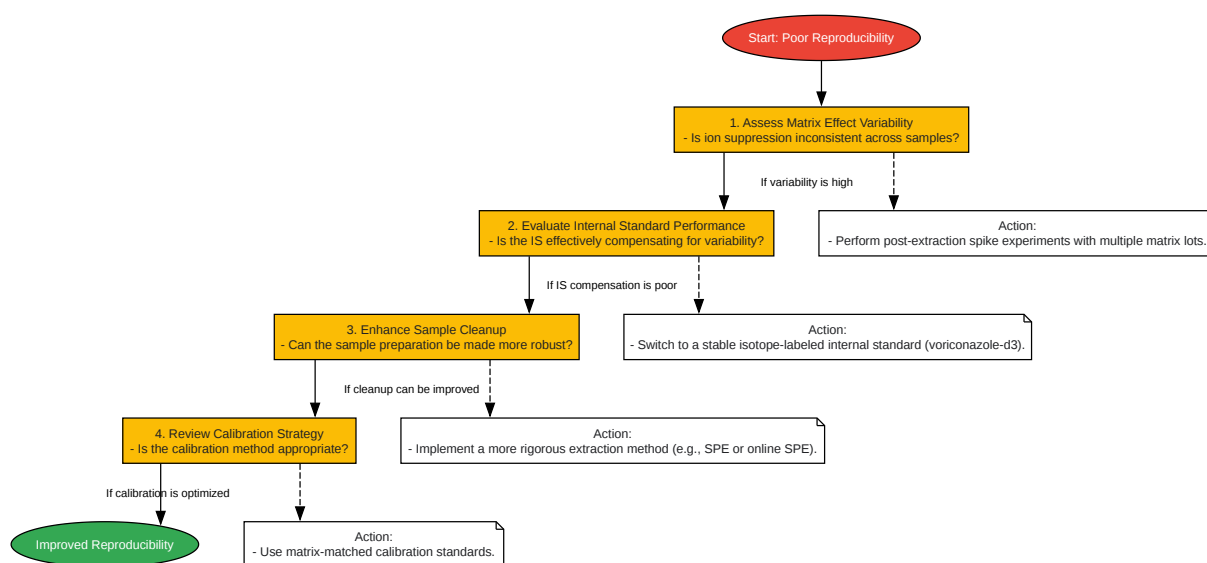 Start: Poor Reproducibility
1. Assess Matrix Effect Variability
- Is ion suppression inconsistent across samples?
If variability is high
2. Evaluate Internal Standard Performance
- Is the IS effectively compensating for variability?
Action:
- Perform post-extraction spike experiments with multiple matrix lots.
If IS compensation is poor
3. Enhance Sample Cleanup
- Can the sample preparation be made more robust?
Action:
- Switch to a stable isotope-labeled internal standard (voriconazole-d3).
If cleanup can be improved
4. Review Calibration Strategy
- Is the calibration method appropriate?
Action:
- Implement a more rigorous extraction method (e.g., SPE or online SPE).
If calibration is optimized
Improved Reproducibility
Action:
- Use matrix-matched calibration standards.